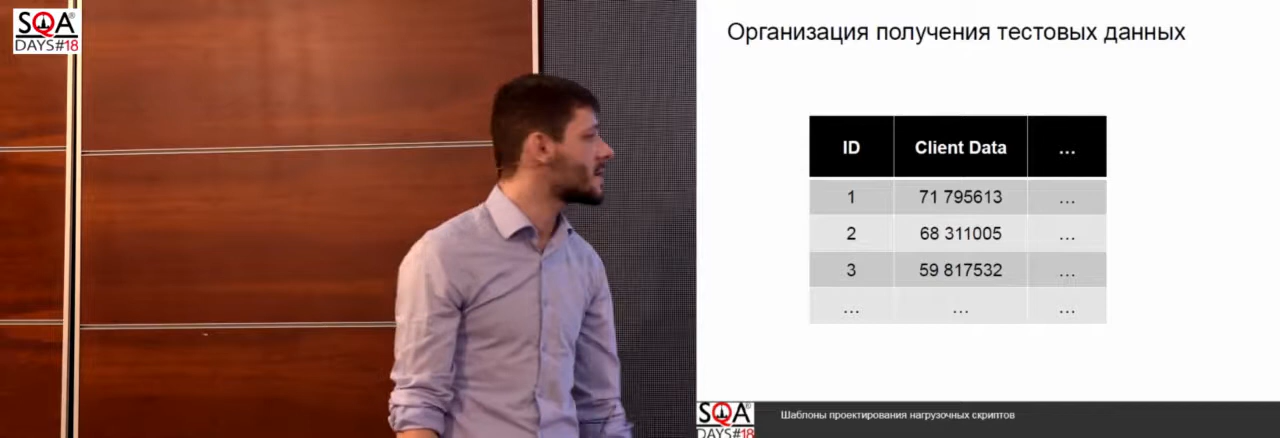 SQA
DAYS#18
Организация получения тестовых данных
ID Client Data ...
1 71 795613 ...
2 68 311005 ...
3 59 817532 ...
... ... ...
SQA
DAYS#18
Шаблоны проектирования нагрузочных скриптов